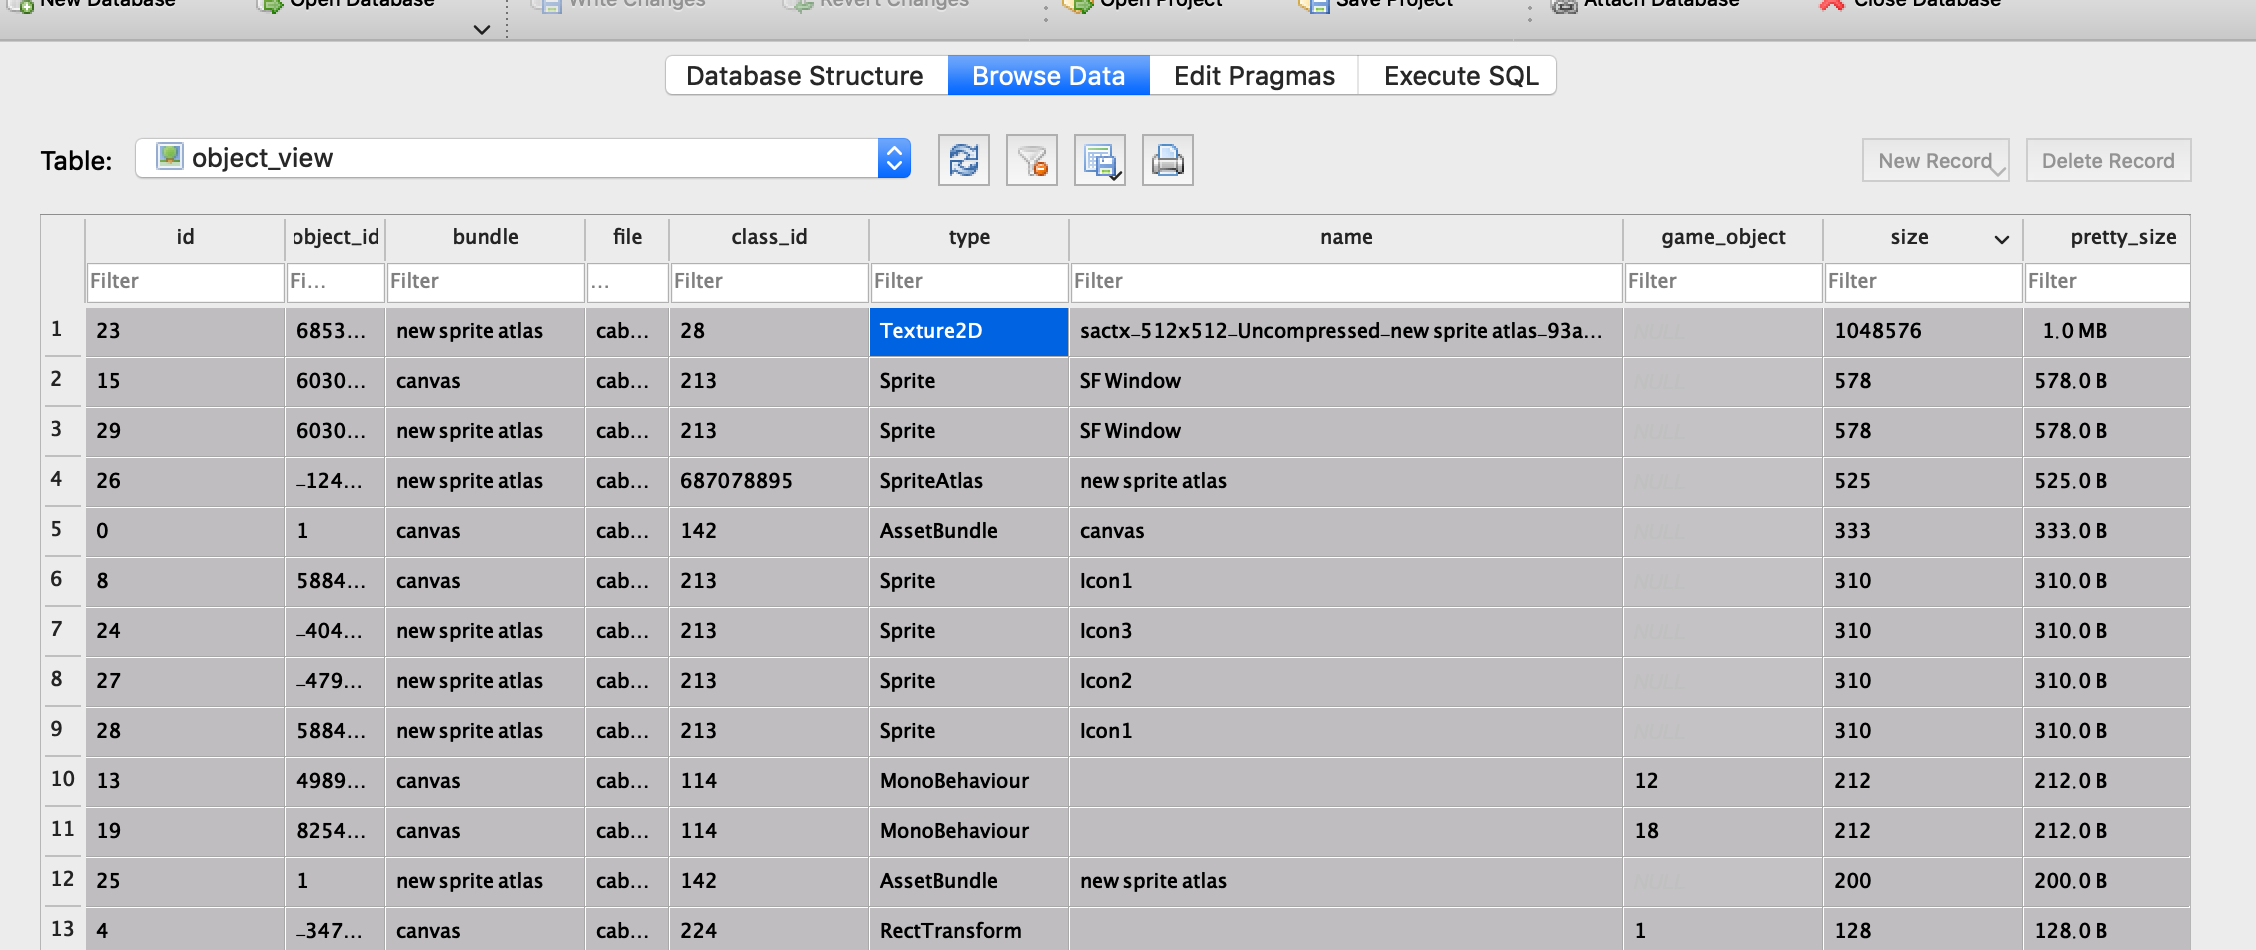 New Database Open Database Write Changes Revert Changes Open Project Save Project Attach Database Close Database
Database Structure Browse Data Edit Pragmas Execute SQL
Table: object_view New Record Delete Record
id object_id bundle file class_id type name game_object size pretty_size
Filter Fi... Filter ... Filter Filter Filter Filter Filter Filter
1 23 6853... new sprite atlas cab... 28 Texture2D sactx-512x512-Uncompressed-new sprite atlas-93a... NULL 1048576 1.0 MB
2 15 6030... canvas cab... 213 Sprite SF Window NULL 578 578.0 B
3 29 6030... new sprite atlas cab... 213 Sprite SF Window NULL 578 578.0 B
4 26 -124... new sprite atlas cab... 687078895 SpriteAtlas new sprite atlas NULL 525 525.0 B
5 0 1 canvas cab... 142 AssetBundle canvas NULL 333 333.0 B
6 8 5884... canvas cab... 213 Sprite Icon1 NULL 310 310.0 B
7 24 -404... new sprite atlas cab... 213 Sprite Icon3 NULL 310 310.0 B
8 27 -479... new sprite atlas cab... 213 Sprite Icon2 NULL 310 310.0 B
9 28 5884... new sprite atlas cab... 213 Sprite Icon1 NULL 310 310.0 B
10 13 4989... canvas cab... 114 MonoBehaviour 12 212 212.0 B
11 19 8254... canvas cab... 114 MonoBehaviour 18 212 212.0 B
12 25 1 new sprite atlas cab... 142 AssetBundle new sprite atlas NULL 200 200.0 B
13 4 -347... canvas cab... 224 RectTransform 1 128 128.0 B